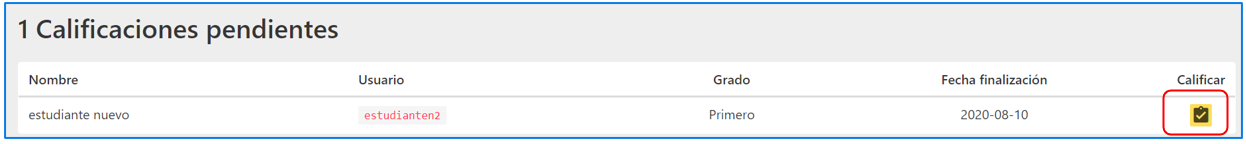 1 Calificaciones pendientes
Nombre Usuario Grado Fecha finalización Calificar
estudiante nuevo estudianten2 Primero 2020-08-10